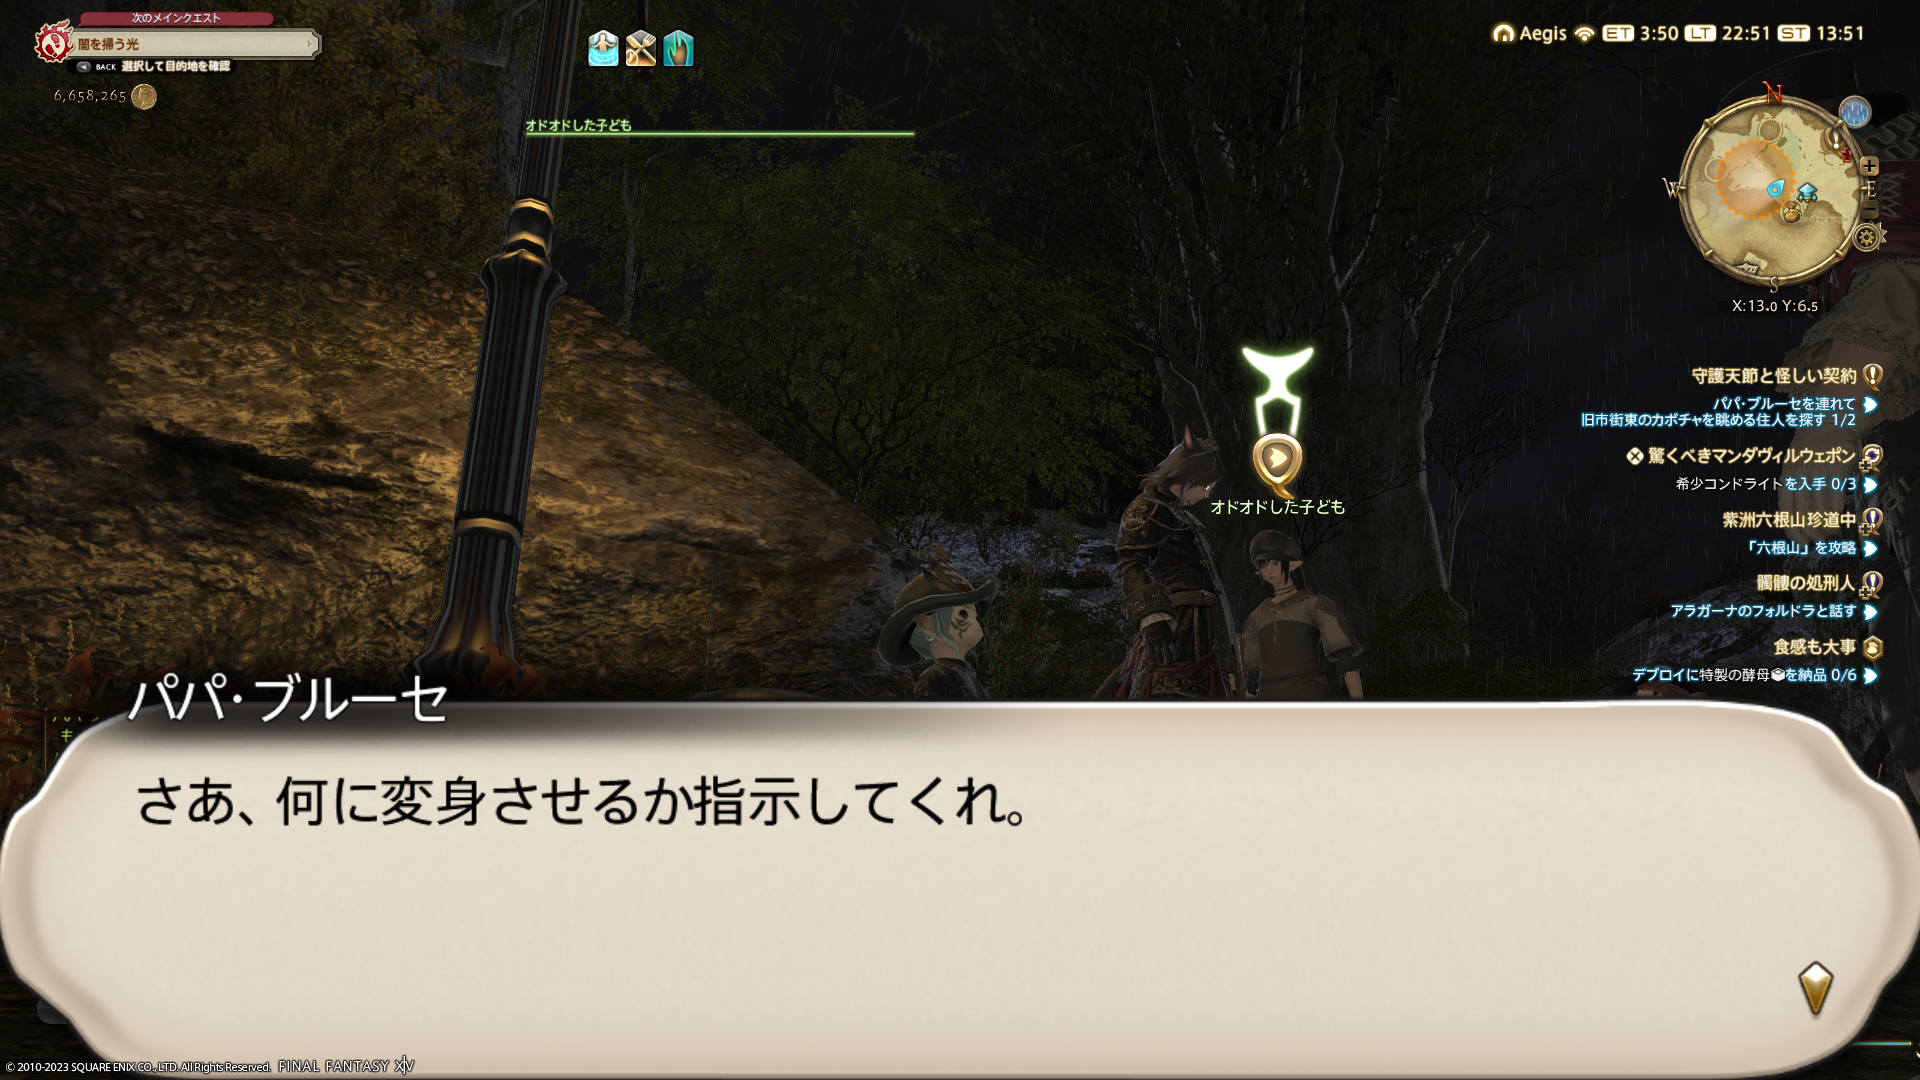 次のメインクエスト
闇を掃う光
BACK 選択して目的地を確認
6,658,265
オドオドした子ども
Aegis ET 3:50 LT 22:51 ST 13:51
N
W
E
S
X:13.0 Y:6.5
守護天節と怪しい契約
パパ・ブルーセを連れて
旧市街東のカボチャを眺める住人を探す 1/2
驚くべきマンダヴィルウェポン
希少コンドライトを入手 0/3
紫洲六根山珍道中
「六根山」を攻略
髑髏の処刑人
アラガーナのフォルドラと話す
食感も大事
デブロイに特製の酵母を納品 0/6
オドオドした子ども
パパ・ブルーセ
さあ、何に変身させるか指示してくれ。
© 2010-2023 SQUARE ENIX CO., LTD. All Rights Reserved. FINAL FANTASY XIV